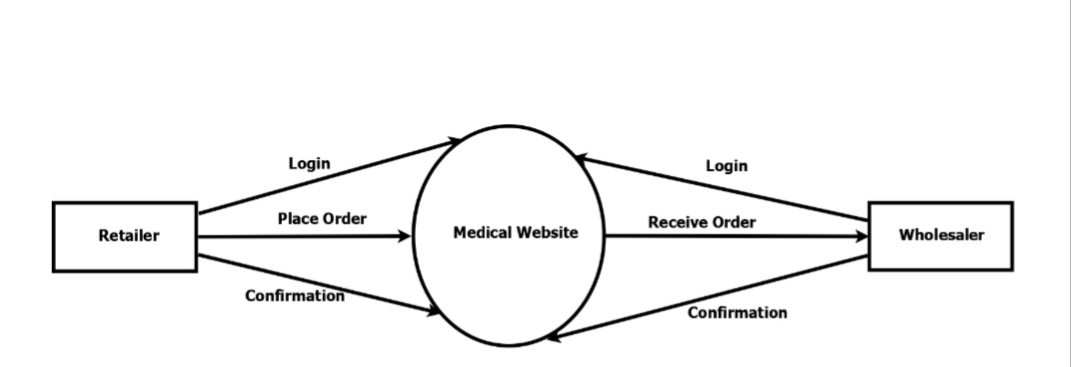 Login
Login
Place Order
Receive Order
Retailer
Medical Website
Wholesaler
Confirmation
Confirmation